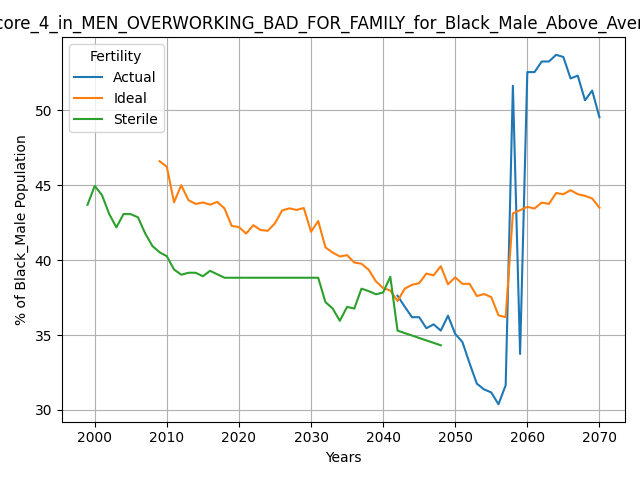 core_4_in_MEN_OVERWORKING_BAD_FOR_FAMILY_for_Black_Male_Above_Aver
Fertility
Actual
Ideal
Sterile
% of Black_Male Population
50
45
40
35
30
2000
2010
2020
2030
2040
2050
2060
2070
Years